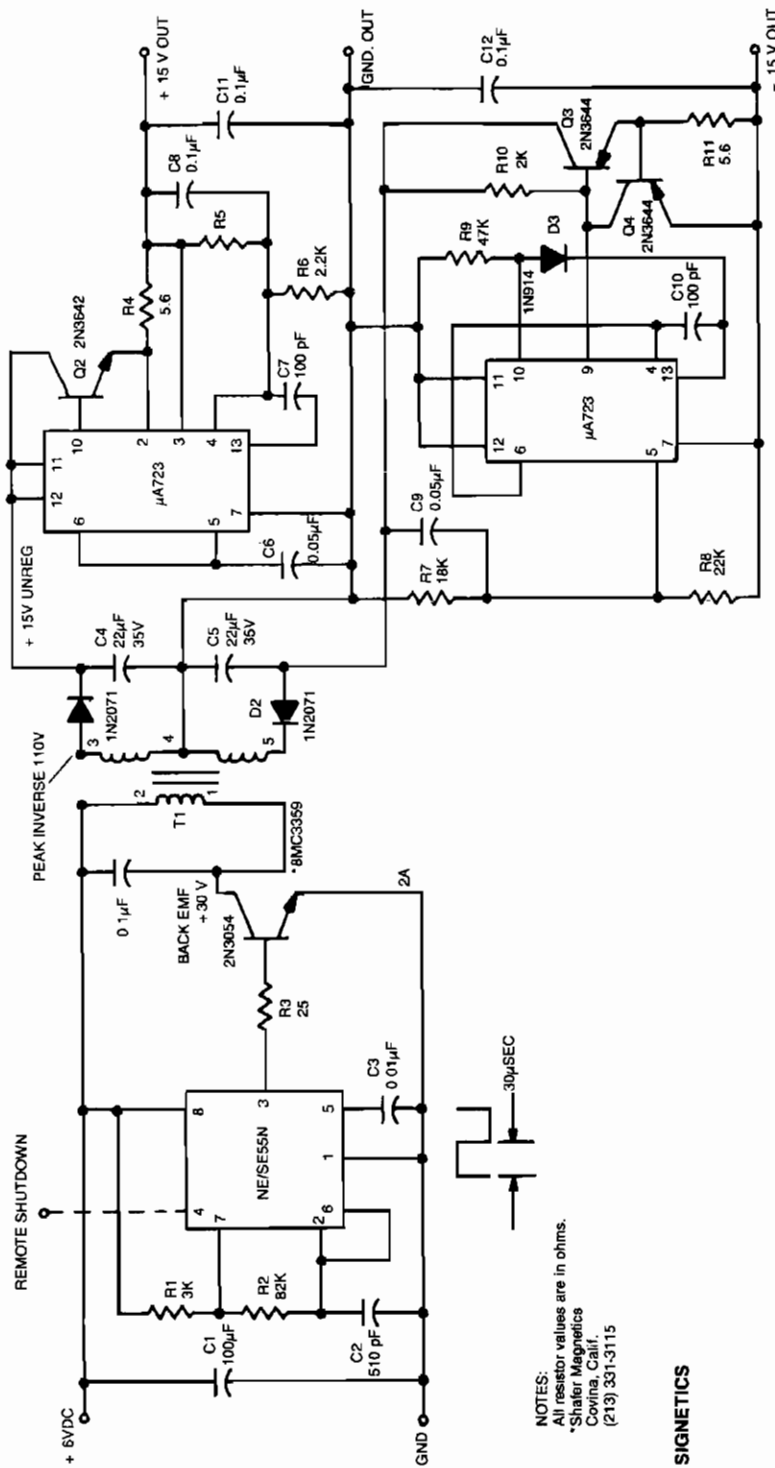 + 6VDC
GND
REMOTE SHUTDOWN
C1
100µF
R1
3K
R2
82K
C2
510 pF
4
8
7
NE/SE55N
3
2
6
1
5
C3
0 01µF
R3
25
2N3054
BACK EMF
+30 V
0 1µF
2A
*8MC3359
T1
2
1
PEAK INVERSE 110V
3
4
5
1N2071
D2
1N2071
C4
22µF
35V
C5
22µF
35V
+ 15V UNREG
12
11
6
10
µA723
5
2
3
4
7
13
C6
0.05µF
Q2 2N3642
R4
5.6
C7
100 pF
R5
R6
2.2K
C8
0.1µF
C11
0.1µF
+ 15 V OUT
GND. OUT
C12
0.1µF
C9
0.05µF
R7
18K
R8
22K
12
11
6
10
µA723
9
5
4
7
13
R9
47K
1N914
D3
C10
100 pF
R10
2K
Q3
2N3644
Q4
2N3644
R11
5.6
– 15 V OUT
30µSEC
NOTES:
All resistor values are in ohms.
*Shafer Magnetics
Covina, Calif.
(213) 331-3115
SIGNETICS